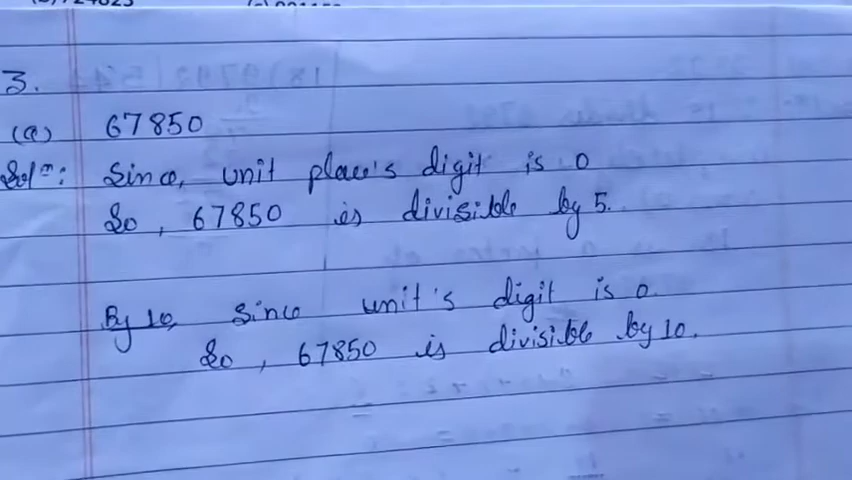 3.
(a) 67850
Solⁿ: Since, unit place's digit is 0
So, 67850 is divisible by 5.
By 10, Since unit's digit is 0.
So, 67850 is divisible by 10.